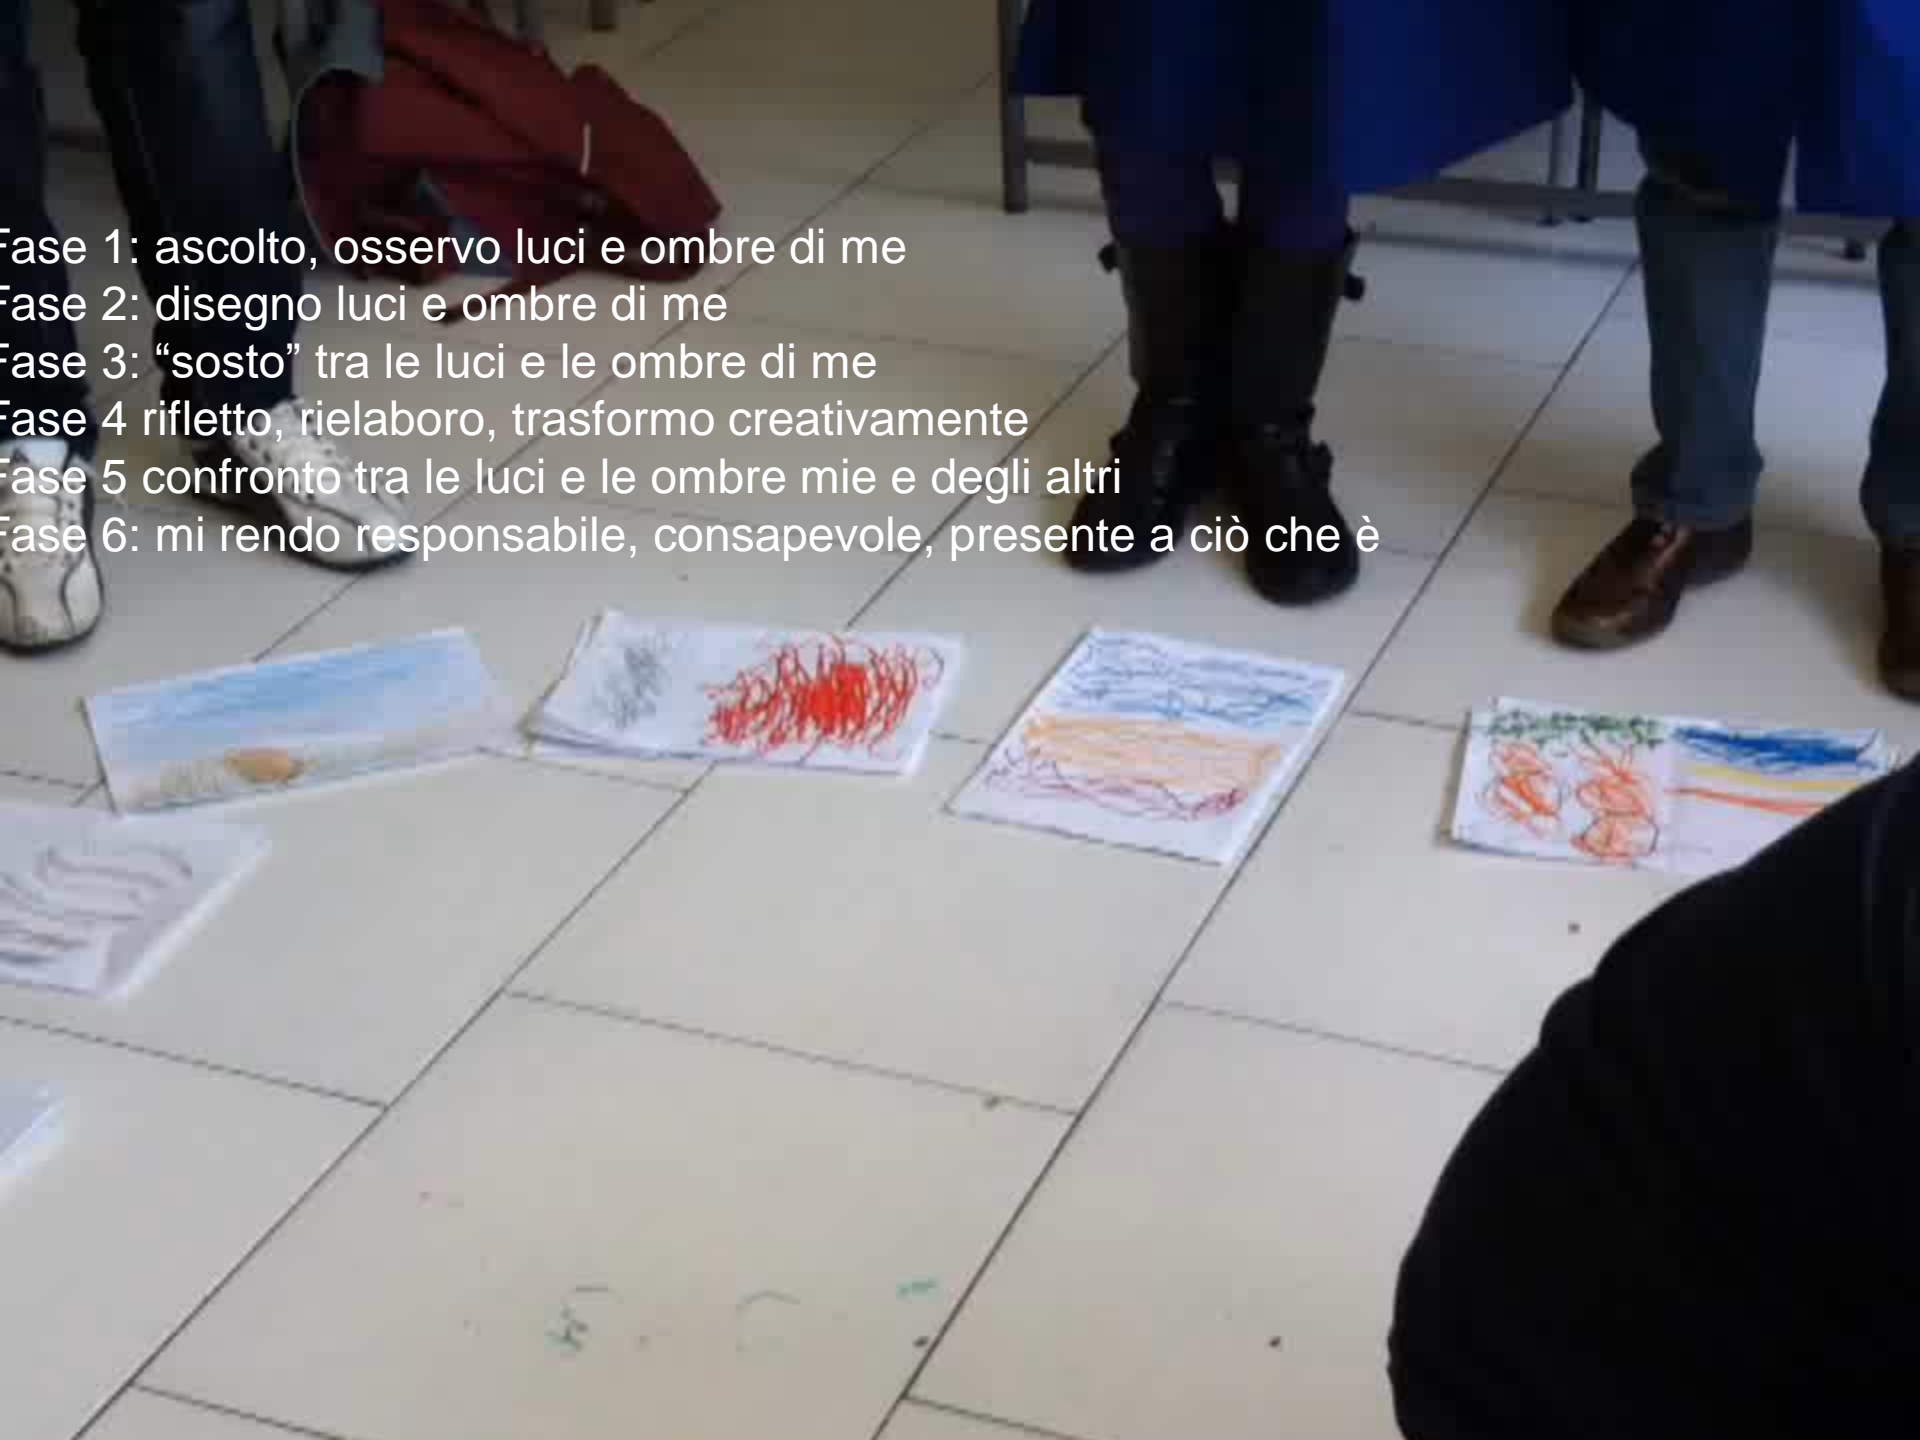 Fase 1: ascolto, osservo luci e ombre di me
Fase 2: disegno luci e ombre di me
Fase 3: “sosto” tra le luci e le ombre di me
Fase 4 rifletto, rielaboro, trasformo creativamente
Fase 5 confronto tra le luci e le ombre mie e degli altri
Fase 6: mi rendo responsabile, consapevole, presente a ciò che è